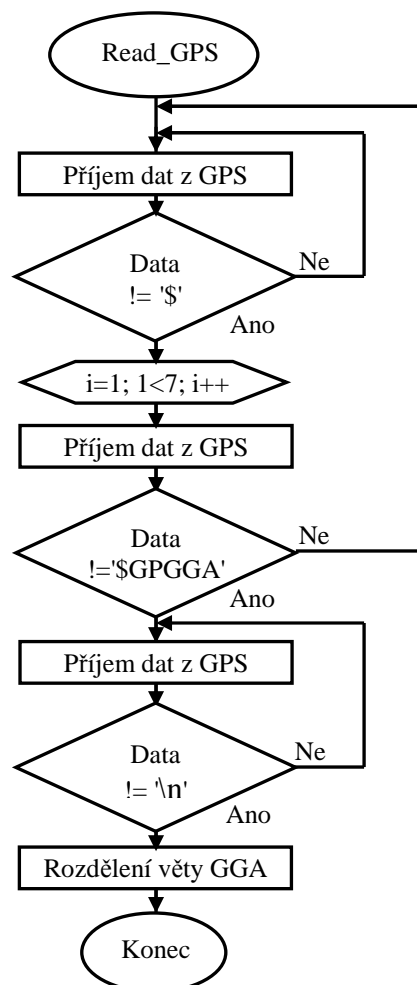 Read_GPS
Příjem dat z GPS
Data
!= '$'
Ne
Ano
i=1; 1<7; i++
Příjem dat z GPS
Data
!='$GPGGA'
Ne
Ano
Příjem dat z GPS
Data
!= '\n'
Ne
Ano
Rozdělení věty GGA
Konec